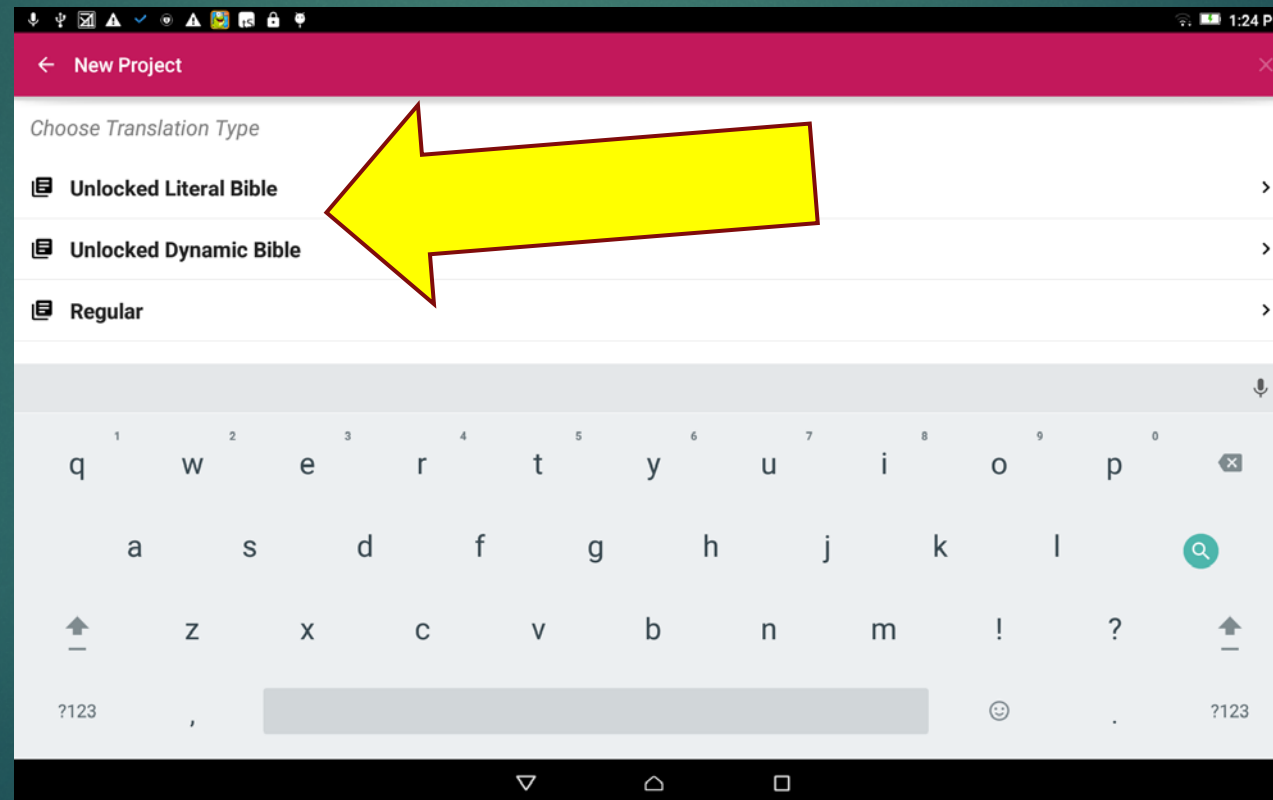 1:24 P
New Project
Choose Translation Type
Unlocked Literal Bible
Unlocked Dynamic Bible
Regular
1 2 3 4 5 6 7 8 9 0
q w e r t y u i o p
a s d f g h j k l
z x c v b n m ! ?
?123 , . ?123